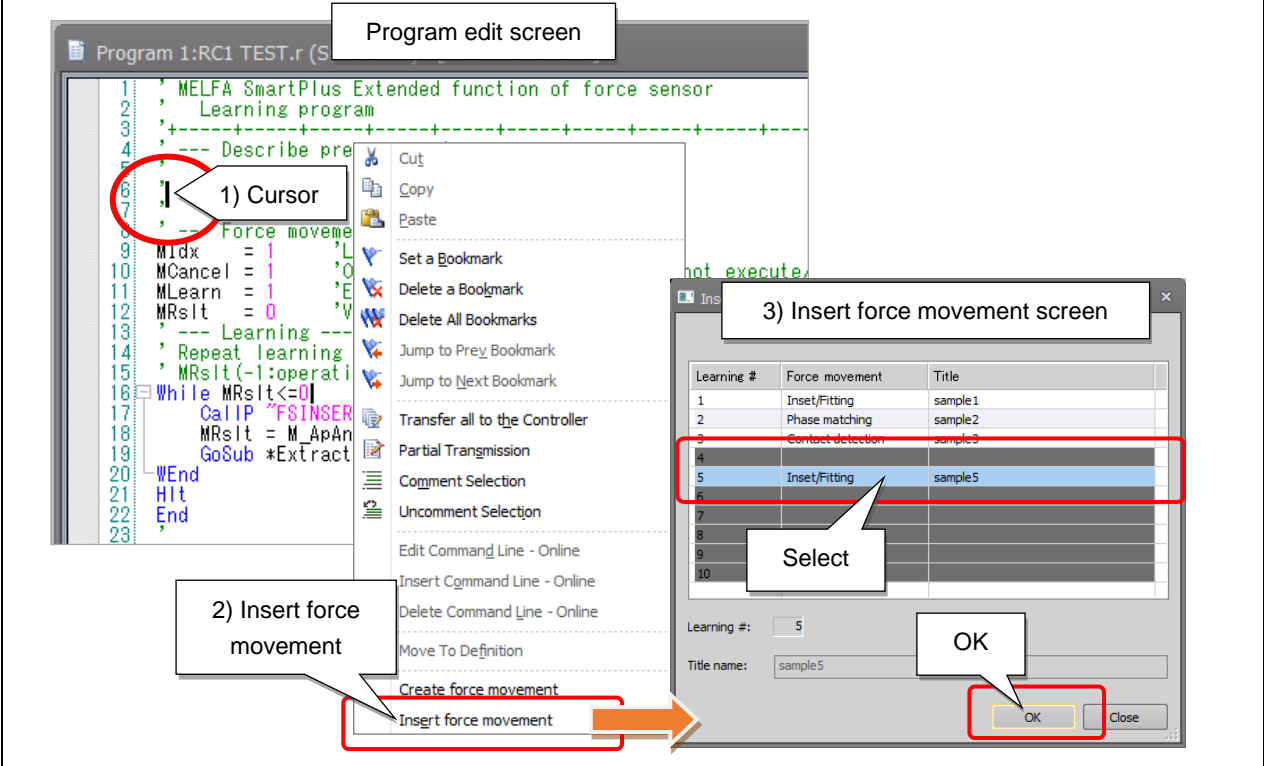 Program edit screen
Program 1:RC1 TEST.r (S
1 ' MELFA SmartPlus Extended function of force sensor
2 ' Learning program
3 '+-----+-----+-----+-----+-----+-----+-----+-----+-----+---
4 ' --- Describe pre
5 '
6 '
7 '
8 ' --- Force moveme
9 MIdx = 1 'L
10 MCancel = 1 'O not execute/
11 MLearn = 1 'E
12 MRslt = 0 'V
13 ' --- Learning ---
14 ' Repeat learning
15 ' MRslt(-1:operati
16 While MRslt<=0
17 CallP "FSINSER
18 MRslt = M_ApAn
19 GoSub *Extract
20 WEnd
21 Hlt
22 End
23 '
1) Cursor
Cut
Copy
Paste
Set a Bookmark
Delete a Bookmark
Delete All Bookmarks
Jump to Prev Bookmark
Jump to Next Bookmark
Transfer all to the Controller
Partial Transmission
Comment Selection
Uncomment Selection
Edit Command Line - Online
Insert Command Line - Online
Delete Command Line - Online
Move To Definition
Create force movement
Insert force movement
2) Insert force
movement
Ins
3) Insert force movement screen
Learning # Force movement Title
1 Inset/Fitting sample1
2 Phase matching sample2
3 Contact detection sample3
4
5 Inset/Fitting sample5
6
7
8
9
10
Select
Learning #: 5
Title name: sample5
OK
OK Close